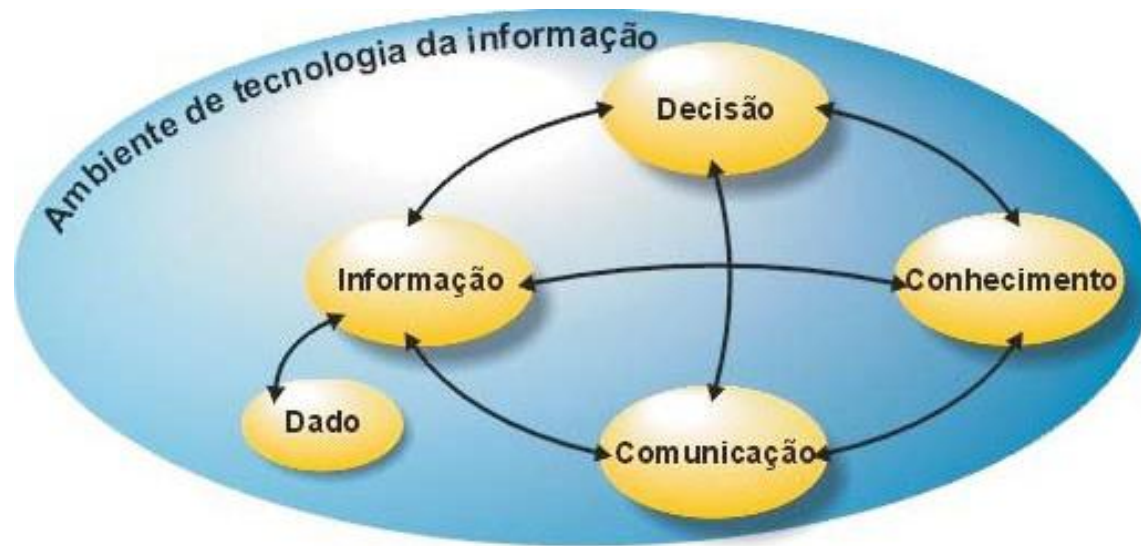 Ambiente de tecnologia da informação
Decisão
Informação
Conhecimento
Dado
Comunicação